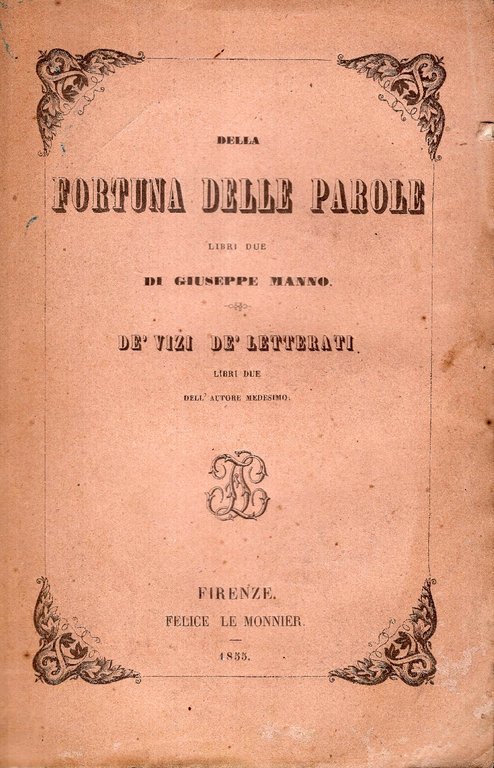 DELLA
FORTUNA DELLE PAROLE
LIBRI DUE
DI GIUSEPPE MANNO.
DE' VIZI DE' LETTERATI
LIBRI DUE
DELL' AUTORE MEDESIMO.
FIRENZE.
FELICE LE MONNIER.
1855.